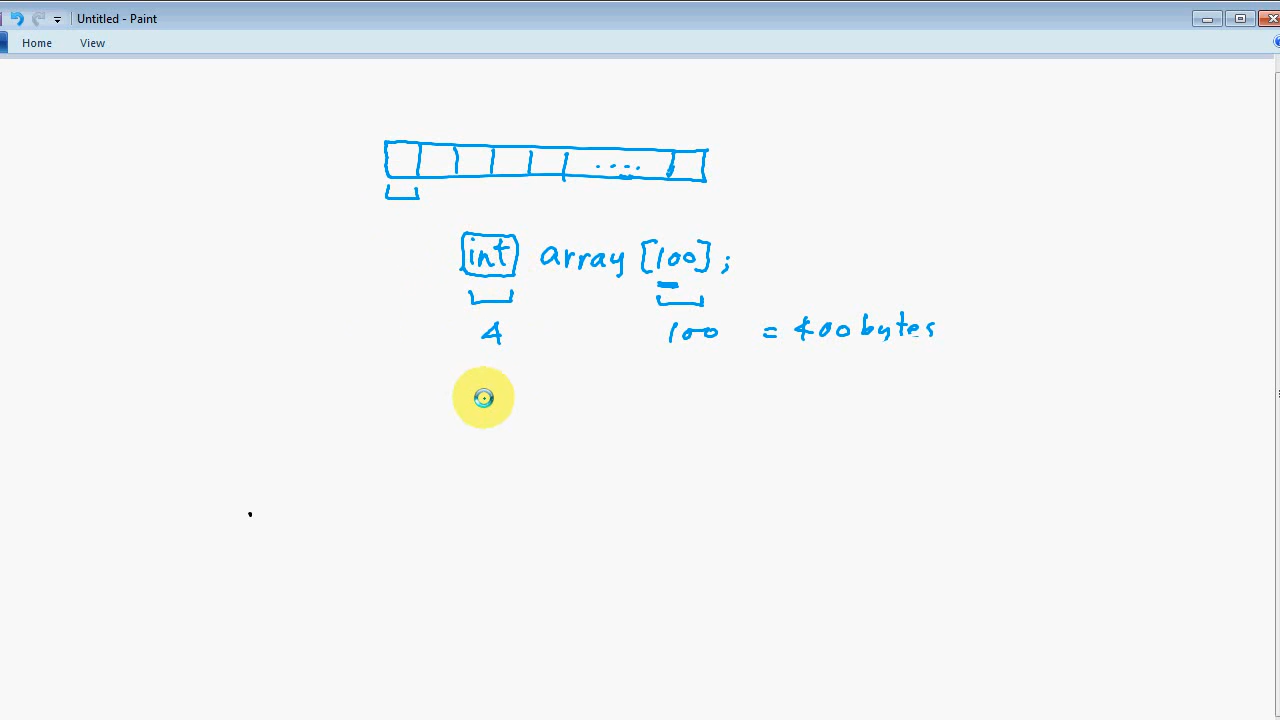 Untitled - Paint
Home View
....
int array [100];
4 100 = 400 bytes